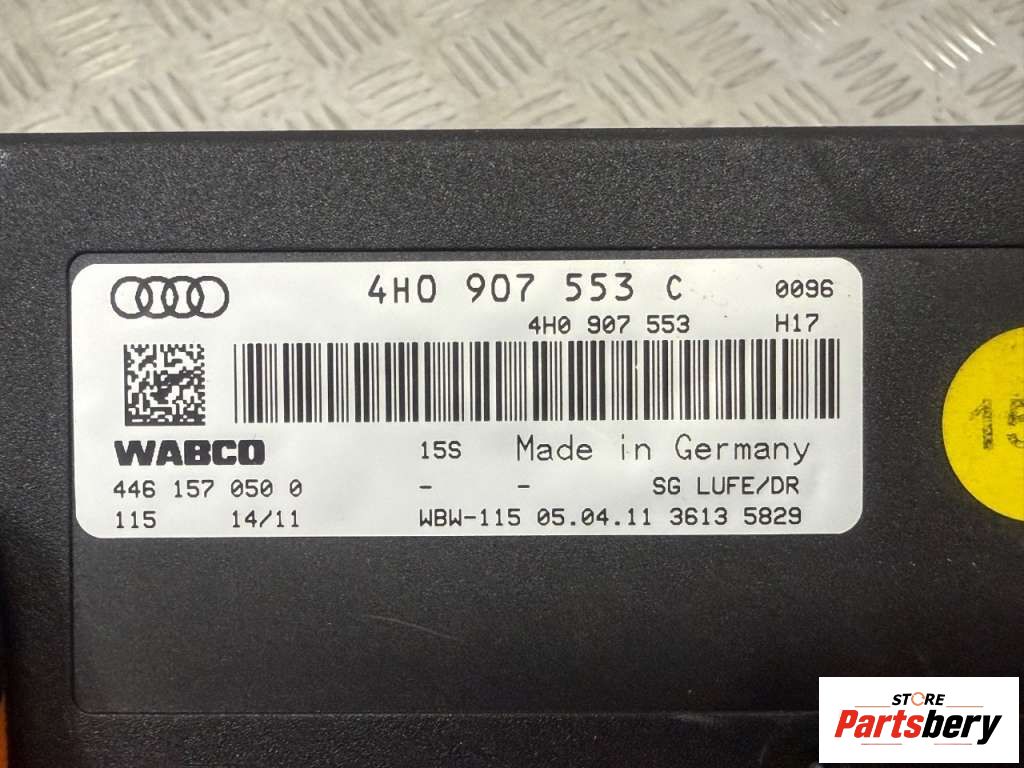 4H0 907 553 C 0096
4H0 907 553 H17
WABCO 15S Made in Germany
446 157 050 0 - - SG LUFE/DR
115 14/11 WBW-115 05.04.11 3613 5829
STORE
Partsbery